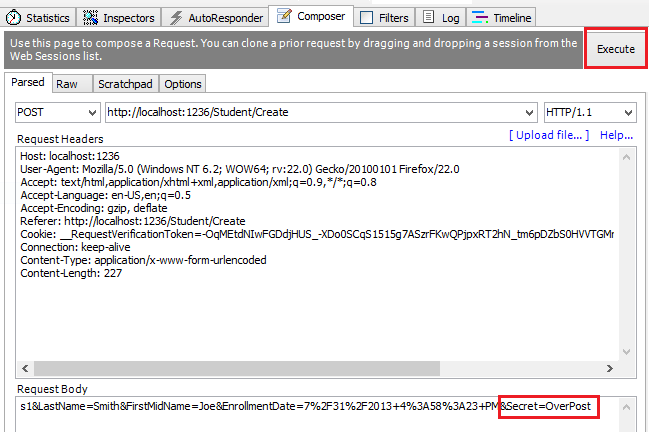 Statistics Inspectors AutoResponder Composer Filters Log Timeline
Use this page to compose a Request. You can clone a prior request by dragging and dropping a session from the
Web Sessions list.
Execute
Parsed Raw Scratchpad Options
POST http://localhost:1236/Student/Create HTTP/1.1
[ Upload file... ] Help...
Request Headers
Host: localhost:1236
User-Agent: Mozilla/5.0 (Windows NT 6.2; WOW64; rv:22.0) Gecko/20100101 Firefox/22.0
Accept: text/html,application/xhtml+xml,application/xml;q=0.9,*/*;q=0.8
Accept-Language: en-US,en;q=0.5
Accept-Encoding: gzip, deflate
Referer: http://localhost:1236/Student/Create
Cookie: __RequestVerificationToken=-OqMEtdNIwFGDdjHUS_-XDo0SCqS1515g7ASzrFKwQPjpxRT2hN_tm6pDZbS0HVVTGMr
Connection: keep-alive
Content-Type: application/x-www-form-urlencoded
Content-Length: 227
Request Body
s1&LastName=Smith&FirstMidName=Joe&EnrollmentDate=7%2F31%2F2013+4%3A58%3A23+PM&Secret=OverPost